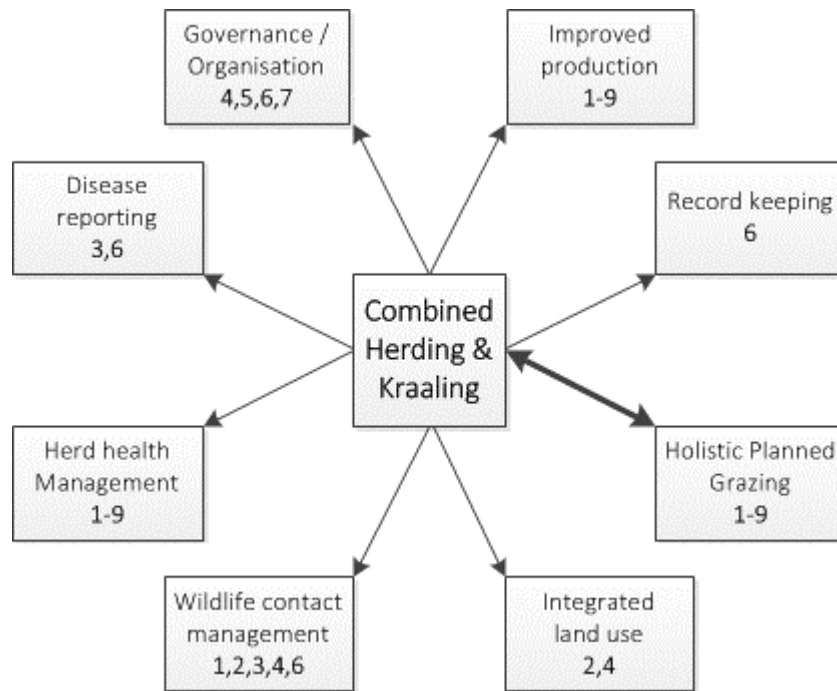 Governance /
Organisation
4,5,6,7
Improved
production
1-9
Disease
reporting
3,6
Record keeping
6
Combined
Herding &
Kraaling
Herd health
Management
1-9
Holistic Planned
Grazing
1-9
Wildlife contact
management
1,2,3,4,6
Integrated
land use
2,4